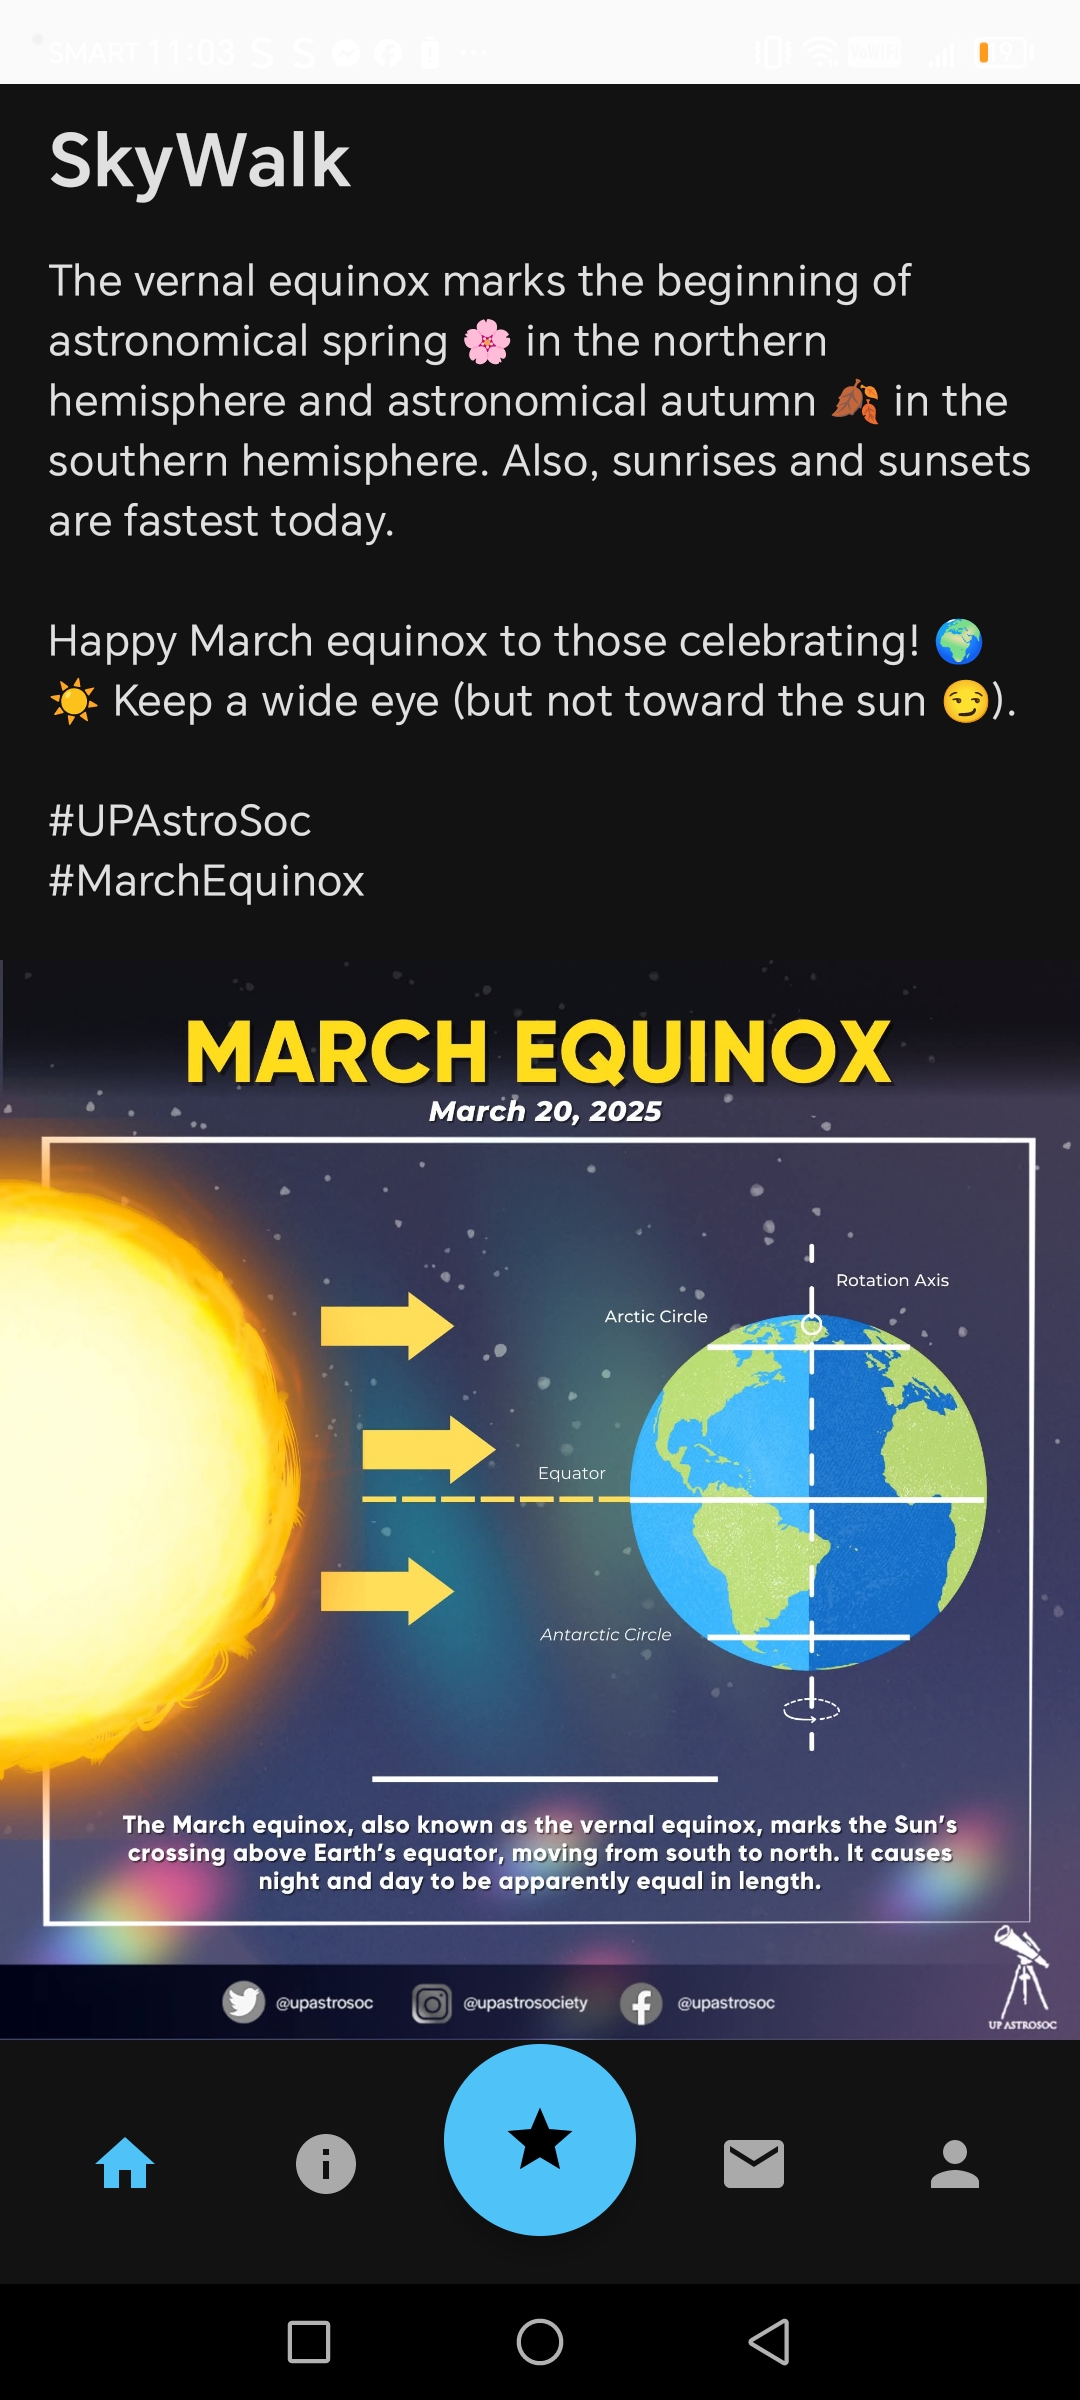 SMART 11:03
9
SkyWalk
The vernal equinox marks the beginning of
astronomical spring 🌸 in the northern
hemisphere and astronomical autumn 🍂 in the
southern hemisphere. Also, sunrises and sunsets
are fastest today.
Happy March equinox to those celebrating! 🌍
☀️ Keep a wide eye (but not toward the sun 😏).
#UPAstroSoc
#MarchEquinox
MARCH EQUINOX
March 20, 2025
Rotation Axis
Arctic Circle
Equator
Antarctic Circle
The March equinox, also known as the vernal equinox, marks the Sun's
crossing above Earth's equator, moving from south to north. It causes
night and day to be apparently equal in length.
@upastrosoc @upastrosociety @upastrosoc
UP ASTROSOC